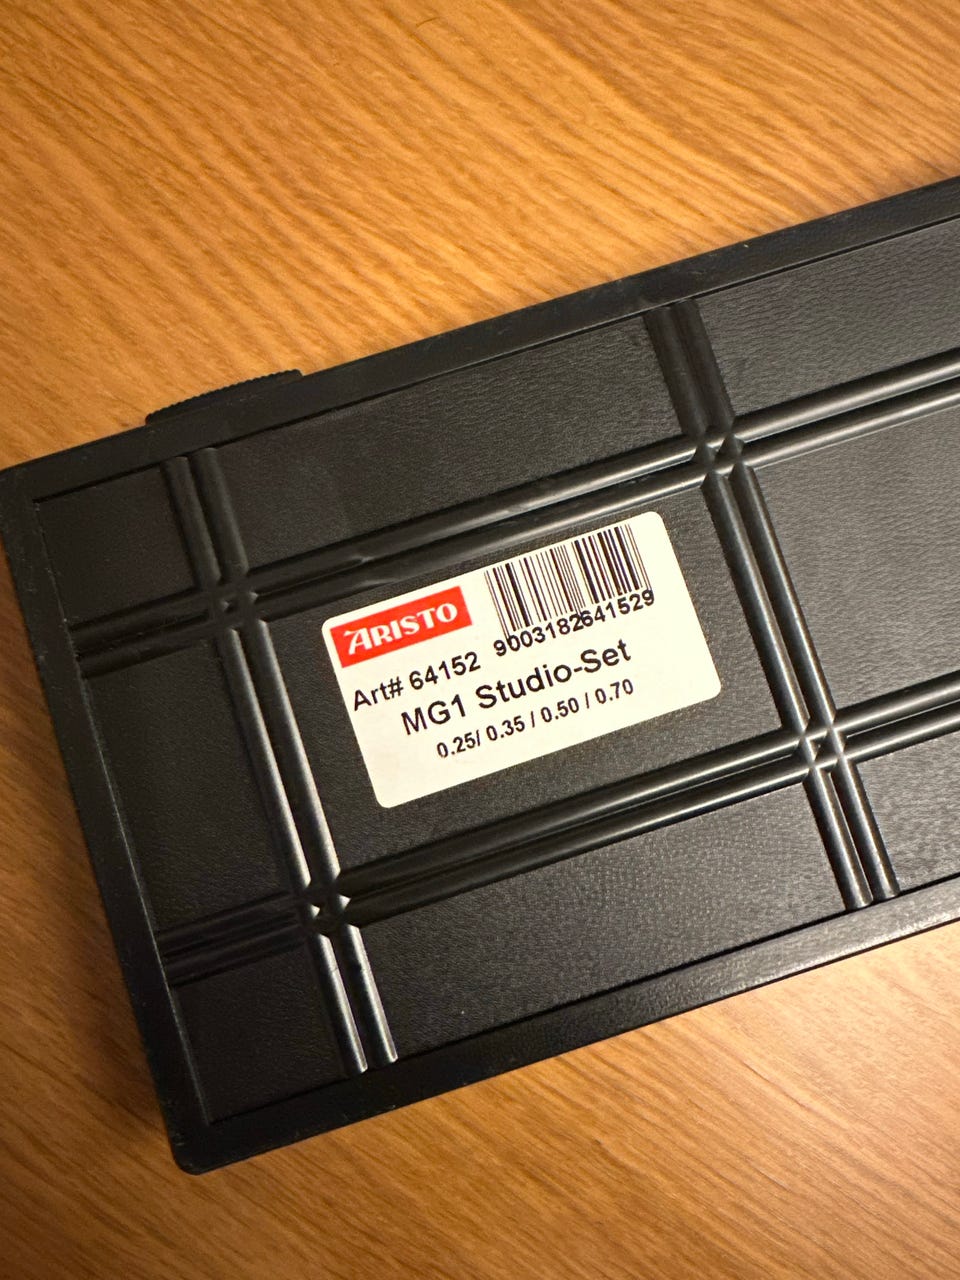 ARISTO
9003182641529
Art# 64152
MG1 Studio-Set
0.25/ 0.35 / 0.50 / 0.70